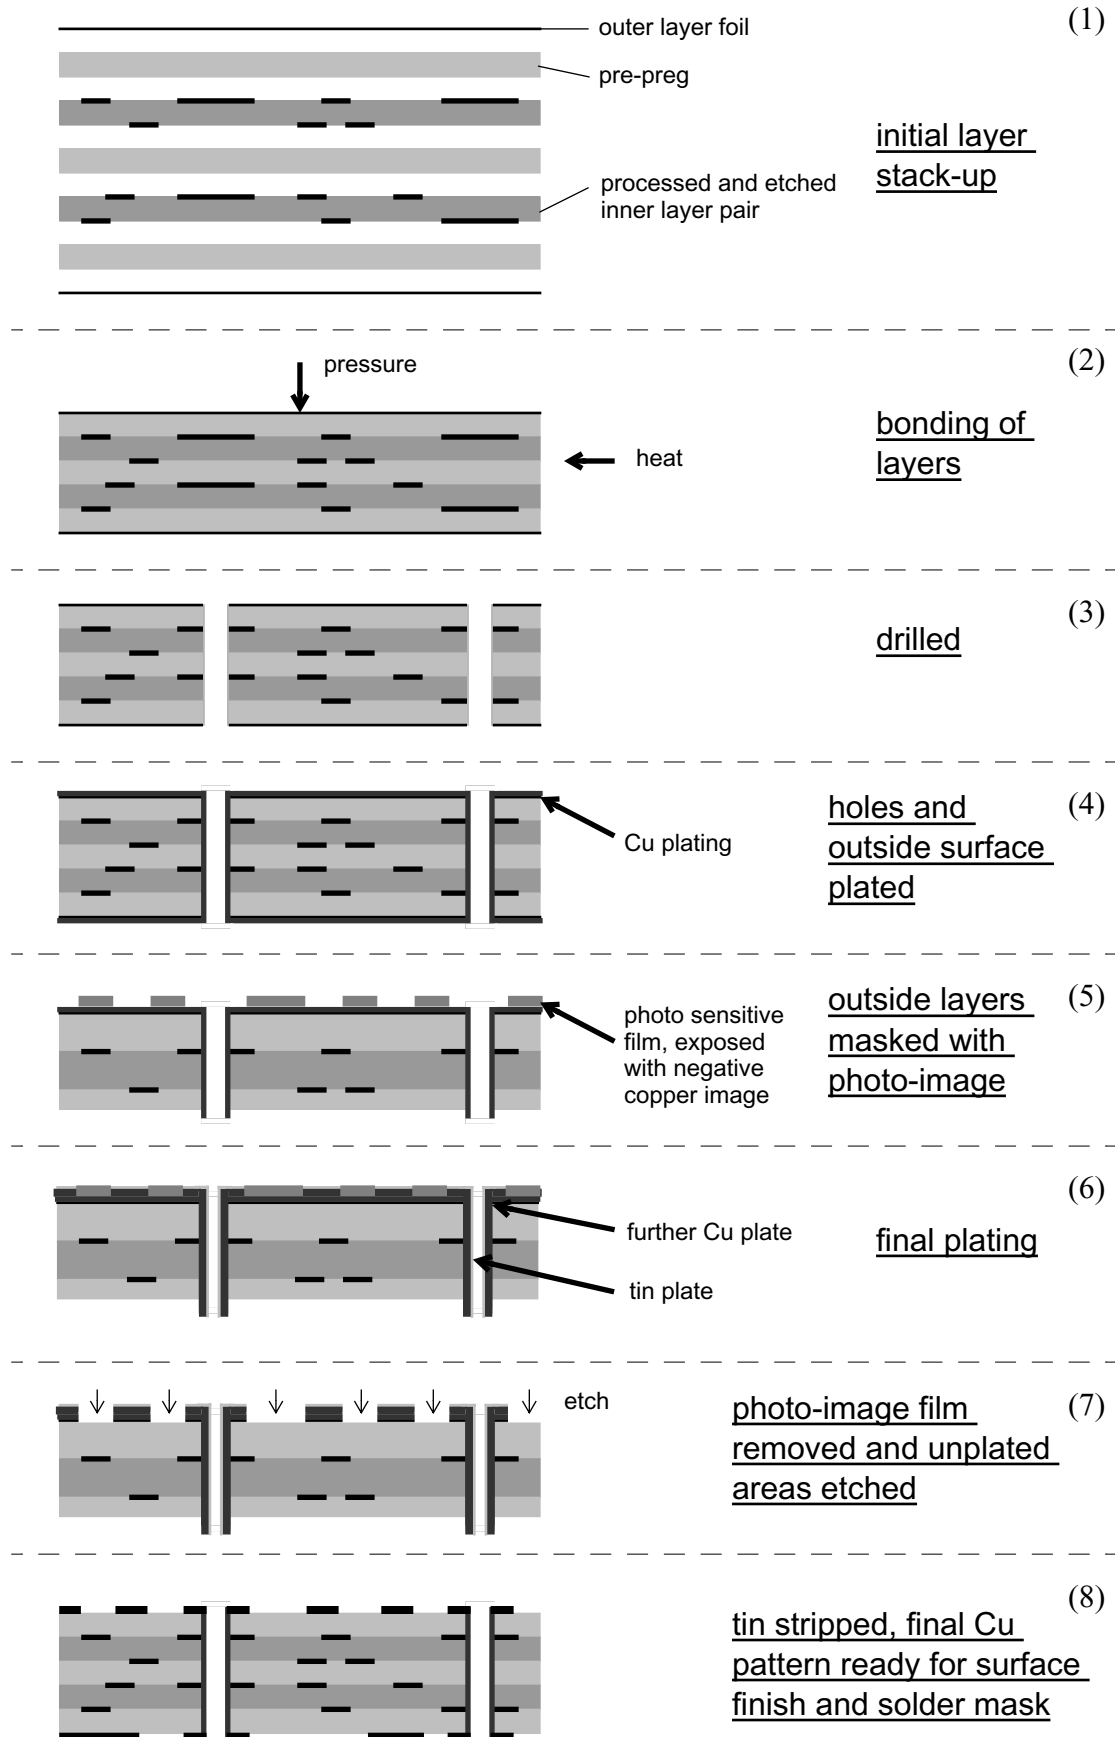 (1)
outer layer foil
pre-preg
initial layer
stack-up
processed and etched
inner layer pair
(2)
pressure
bonding of
layers
heat
(3)
drilled
(4)
holes and
outside surface
plated
Cu plating
(5)
outside layers
masked with
photo-image
photo sensitive
film, exposed
with negative
copper image
(6)
further Cu plate
final plating
tin plate
(7)
etch
photo-image film
removed and unplated
areas etched
(8)
tin stripped, final Cu
pattern ready for surface
finish and solder mask